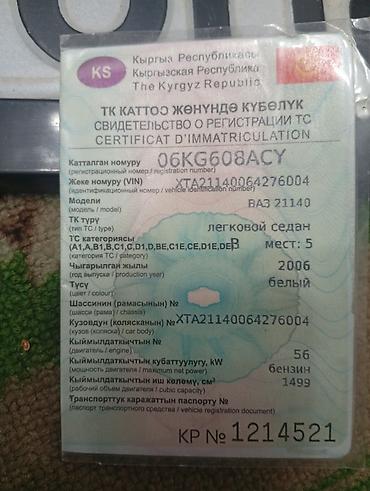 KS
Кыргыз Республикасы
Кыргызская Республика
The Kyrgyz Republic
ТК КАТТОО ЖӨНҮНДӨ КҮБӨЛҮК
СВИДЕТЕЛЬСТВО О РЕГИСТРАЦИИ ТС
CERTIFICAT D'IMMATRICULATION
Катталган номуру 06KG608ACY
(регистрационный номер / registration number)
Жеке номуру (VIN) XTA21140064276004
(идентификационный номер / vehicle identification number)
Модели ВАЗ 21140
(модель / model)
ТК түрү легковой седан
(тип ТС / type)
ТС категориясы
(A1,A,B1,B,C1,C,D1,D,BE,C1E,CE,D1E,DE) B мест: 5
(категория ТС / category)
Чыгарылган жылы 2006
(год выпуска / production year)
Түсү белый
(цвет / colour)
Шассинин (рамасынын) №
(шасси (рама) / chassis)
Кузовдун (колясканын) № XTA21140064276004
(кузов (коляска) / car body)
Кыймылдаткычтын №
(двигатель / engine)
Кыймылдаткычтын кубаттуулугу, kW 56
(мощность двигателя / maximum net power) бензин
Кыймылдаткычтын иш көлөмү, см³ 1499
(рабочий объем двигателя / cubic capacity)
Транспорттук каражаттын паспорту №
(паспорт транспортного средства / vehicle registration document)
КР № 1214521